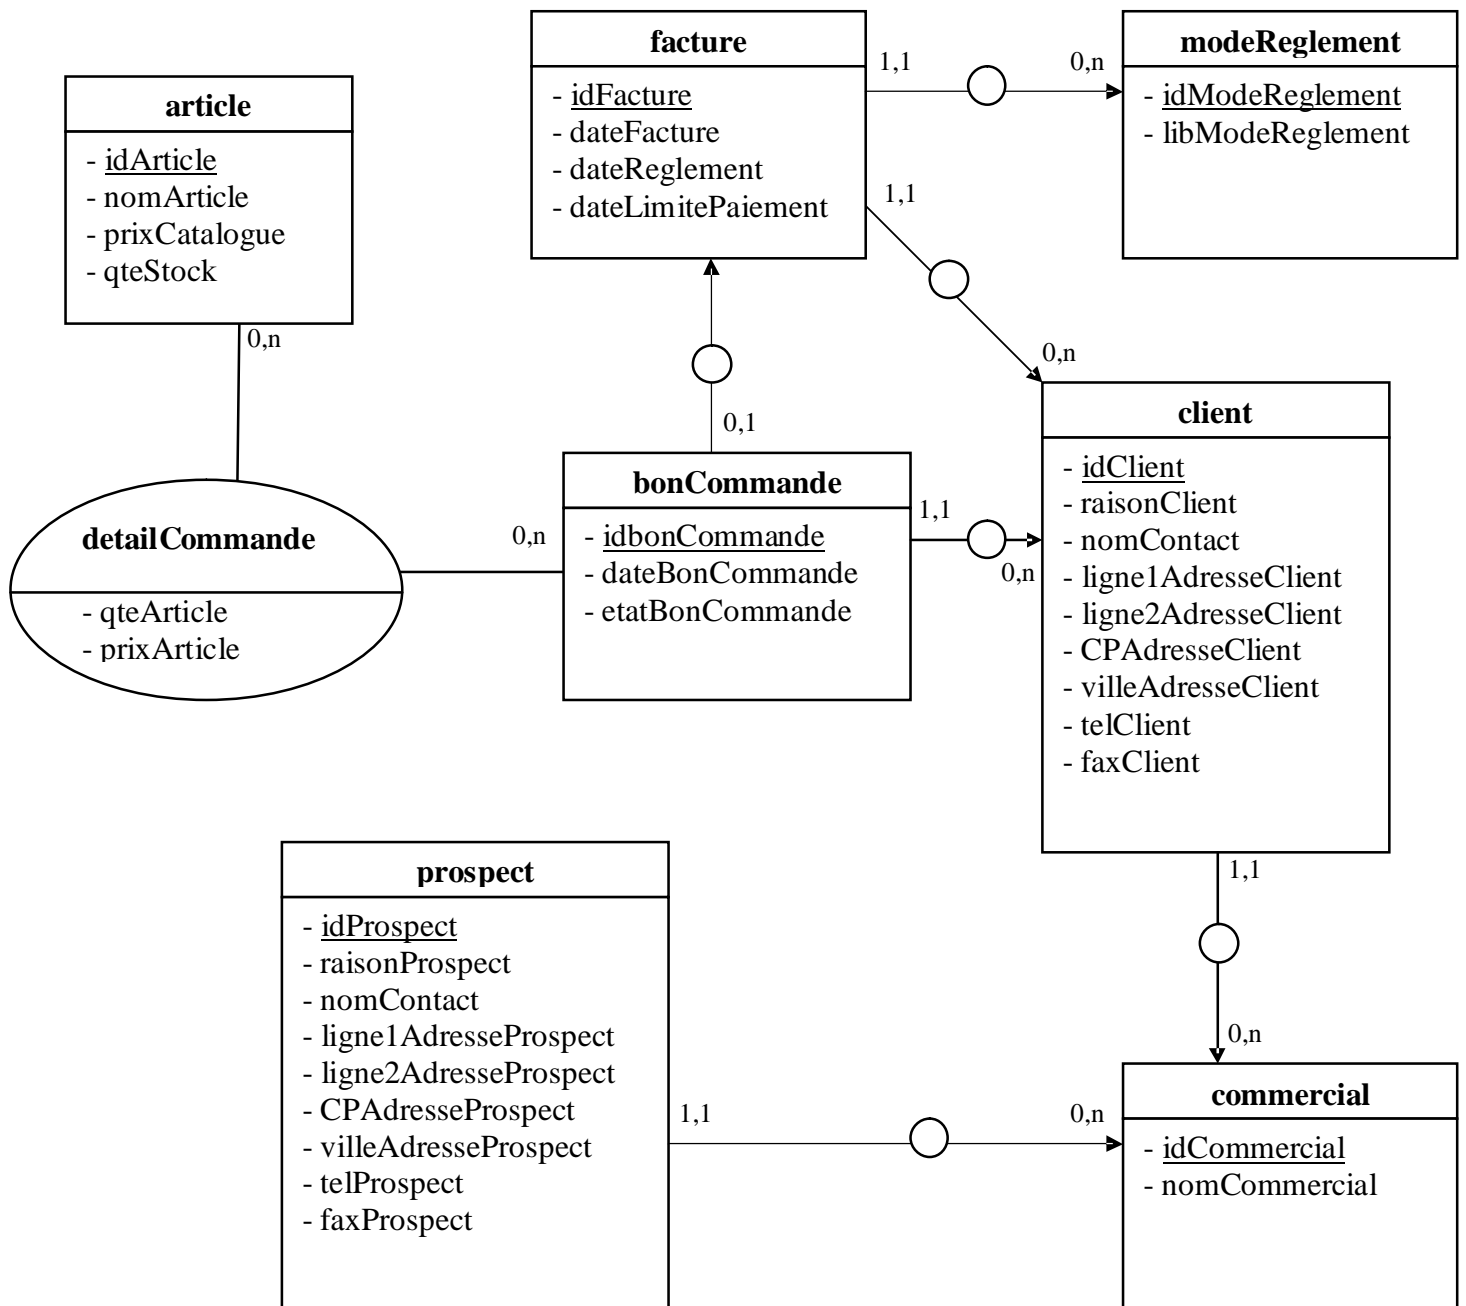 facture
- idFacture
- dateFacture
- dateReglement
- dateLimitePaiement
1,1
0,n
modeReglement
- idModeReglement
- libModeReglement
article
- idArticle
- nomArticle
- prixCatalogue
- qteStock
0,n
1,1
0,n
0,1
client
- idClient
- raisonClient
- nomContact
- ligne1AdresseClient
- ligne2AdresseClient
- CPAdresseClient
- villeAdresseClient
- telClient
- faxClient
detailCommande
- qteArticle
- prixArticle
0,n
bonCommande
- idbonCommande
- dateBonCommande
- etatBonCommande
1,1
0,n
1,1
0,n
prospect
- idProspect
- raisonProspect
- nomContact
- ligne1AdresseProspect
- ligne2AdresseProspect
- CPAdresseProspect
- villeAdresseProspect
- telProspect
- faxProspect
1,1
0,n
commercial
- idCommercial
- nomCommercial